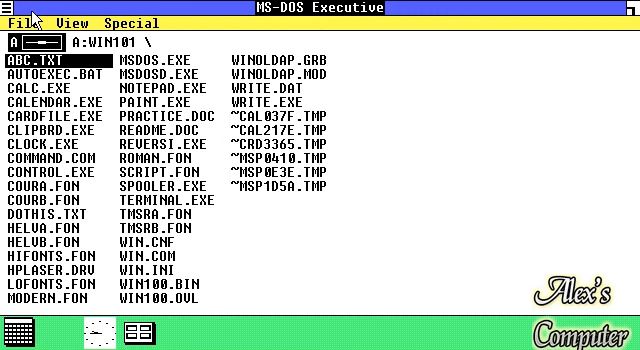 MS-DOS Executive
File View Special
A A:WIN101 \
ABC.TXT MSDOS.EXE WINOLDAP.GRB
AUTOEXEC.BAT MSDOSD.EXE WINOLDAP.MOD
CALC.EXE NOTEPAD.EXE WRITE.DAT
CALENDAR.EXE PAINT.EXE WRITE.EXE
CARDFILE.EXE PRACTICE.DOC ~CAL037F.TMP
CLIPBRD.EXE README.DOC ~CAL217E.TMP
CLOCK.EXE REVERSI.EXE ~CRD3365.TMP
COMMAND.COM ROMAN.FON ~MSP0410.TMP
CONTROL.EXE SCRIPT.FON ~MSP0E3E.TMP
COURA.FON SPOOLER.EXE ~MSP1D5A.TMP
COURB.FON TERMINAL.EXE
DOTHIS.TXT TMSRA.FON
HELVA.FON TMSRB.FON
HELVB.FON WIN.CNF
HIFONTS.FON WIN.COM
HPLASER.DRV WIN.INI
LOFONTS.FON WIN100.BIN
MODERN.FON WIN100.OVL
Alex's
Computer